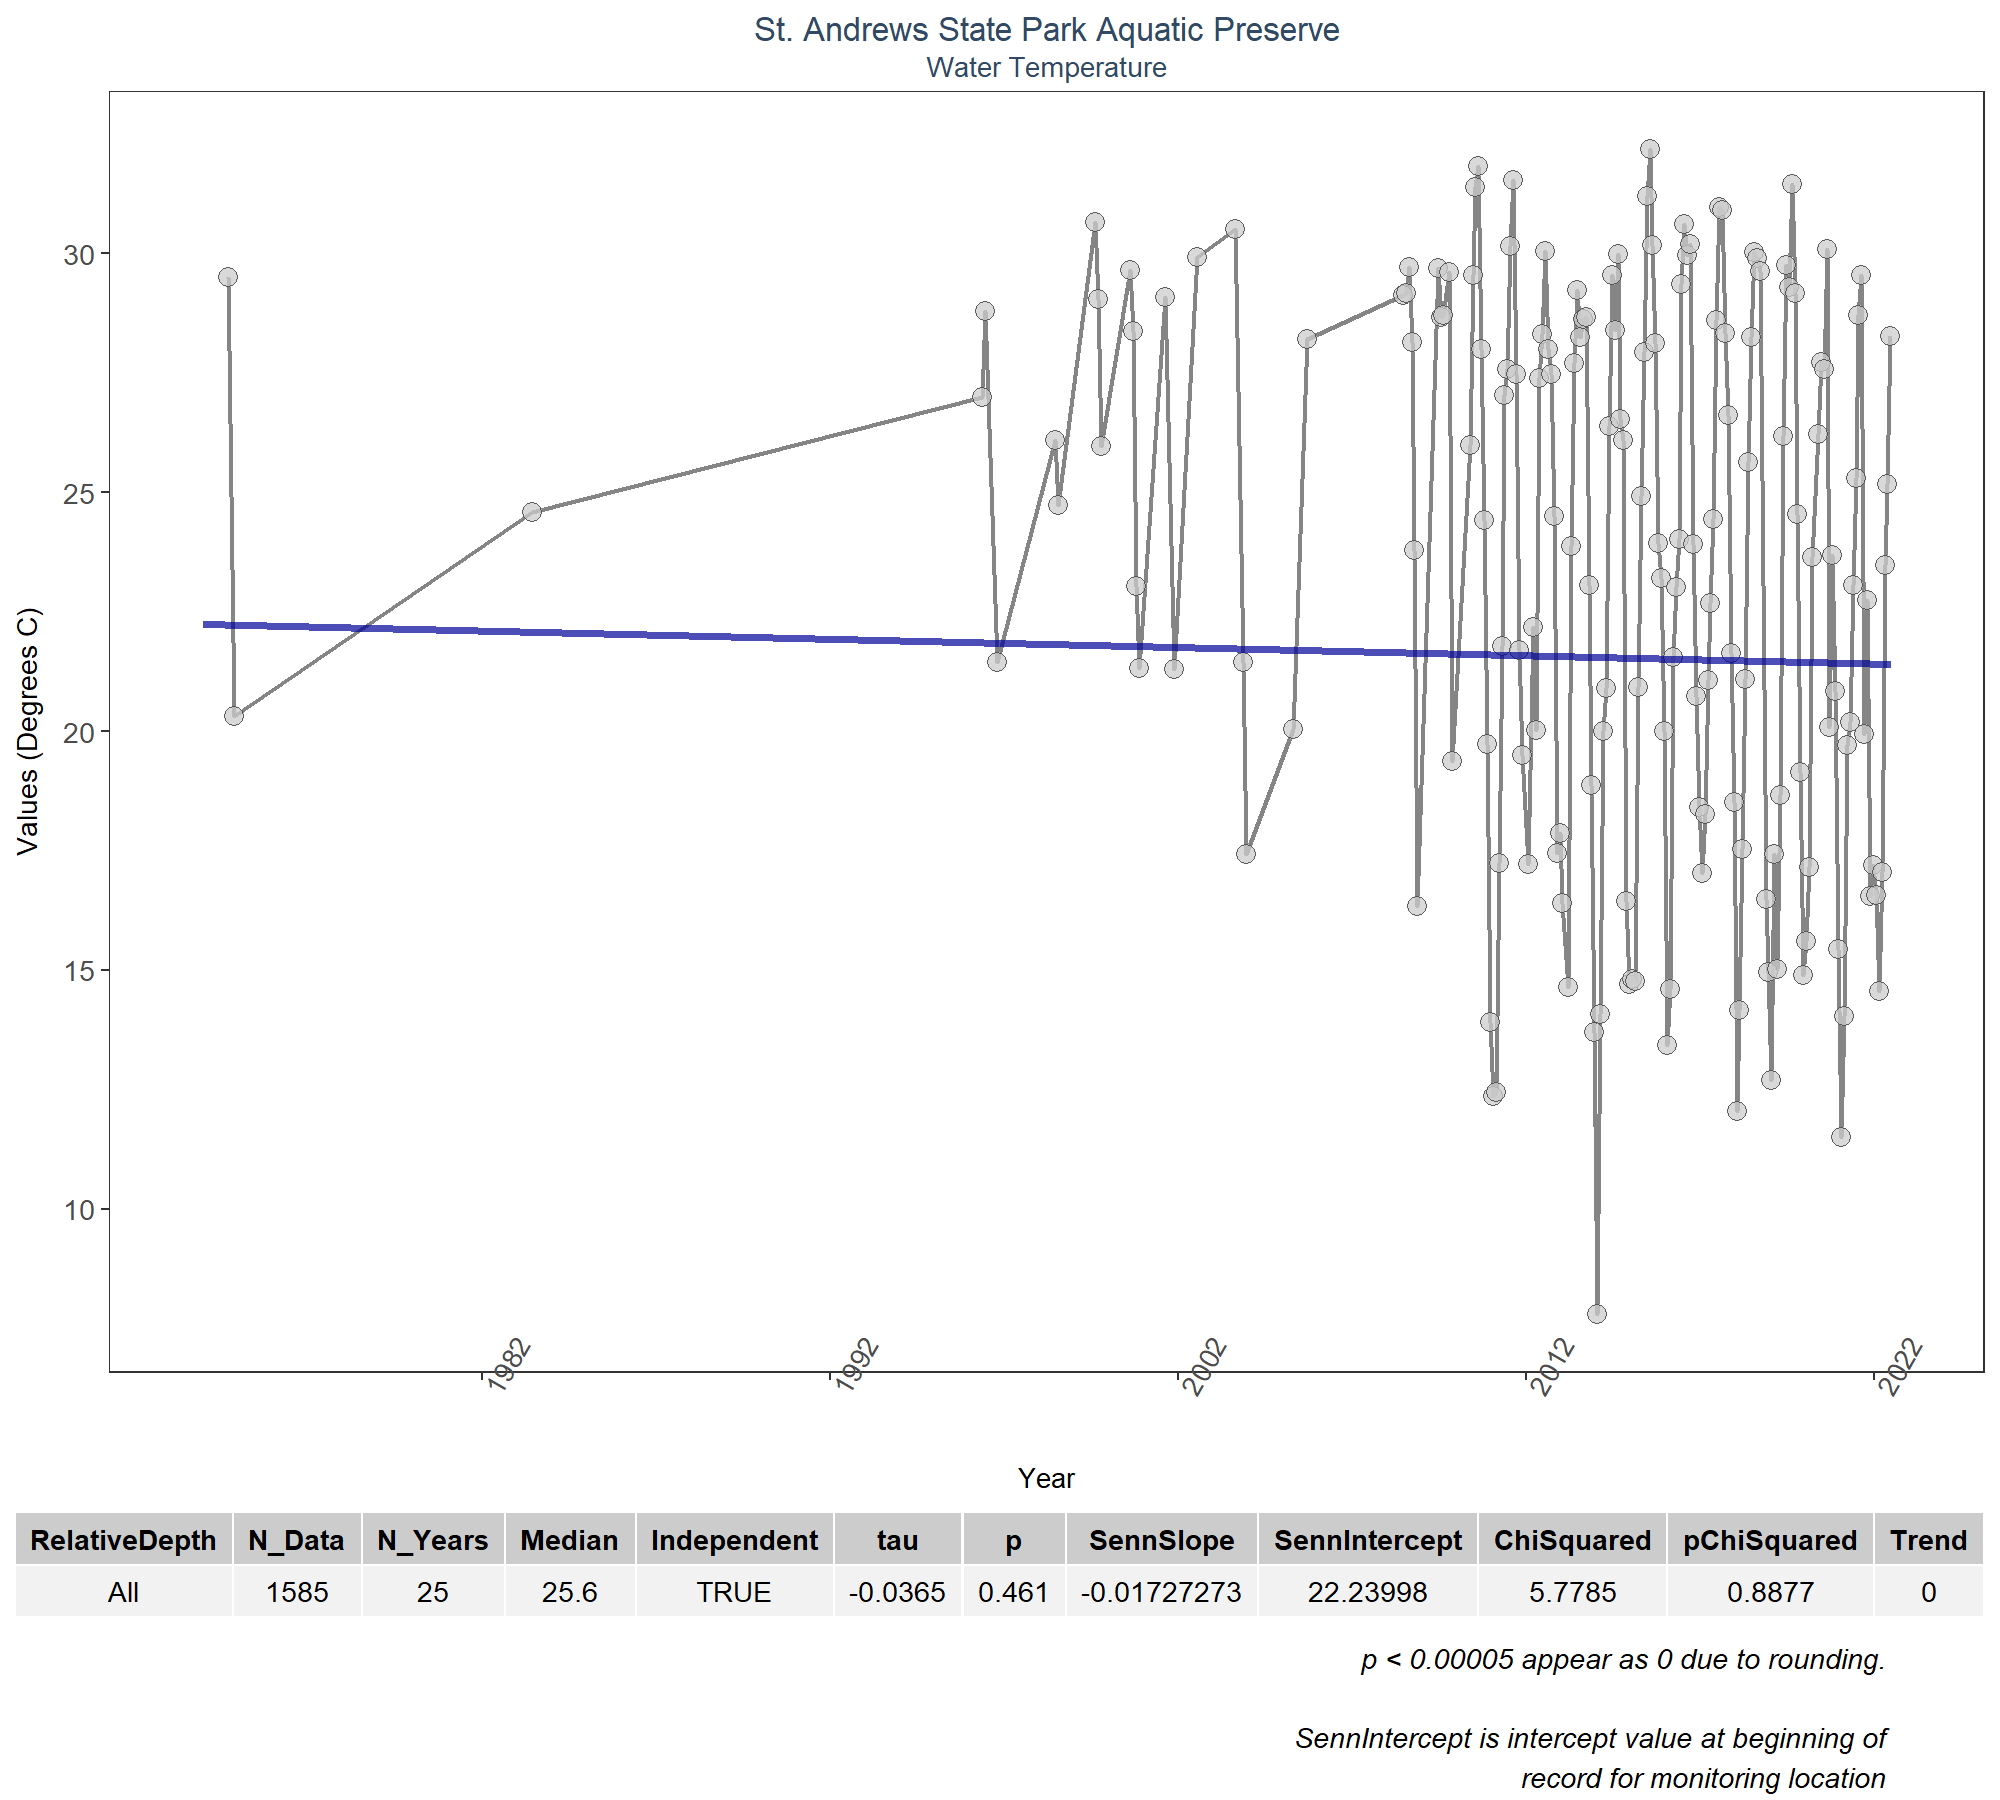 St. Andrews State Park Aquatic Preserve
Water Temperature
Values (Degrees C)
30
25
20
15
10
1982
1992
2002
2012
2022
Year
RelativeDepth N_Data N_Years Median Independent tau p SennSlope SennIntercept ChiSquared pChiSquared Trend
All 1585 25 25.6 TRUE -0.0365 0.461 -0.01727273 22.23998 5.7785 0.8877 0
p < 0.00005 appear as 0 due to rounding.
SennIntercept is intercept value at beginning of
record for monitoring location